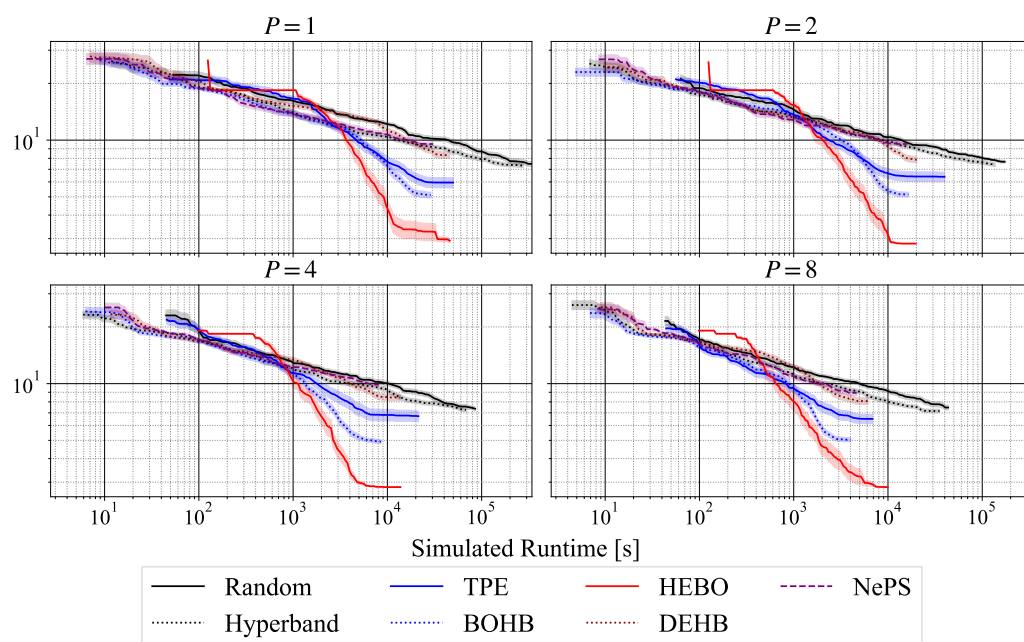 P = 1
P = 2
10^1
10^1
P = 4
P = 8
10^1
10^1
10^1 10^2 10^3 10^4 10^5
10^1 10^2 10^3 10^4 10^5
Simulated Runtime [s]
Random TPE HEBO NePS
Hyperband BOHB DEHB